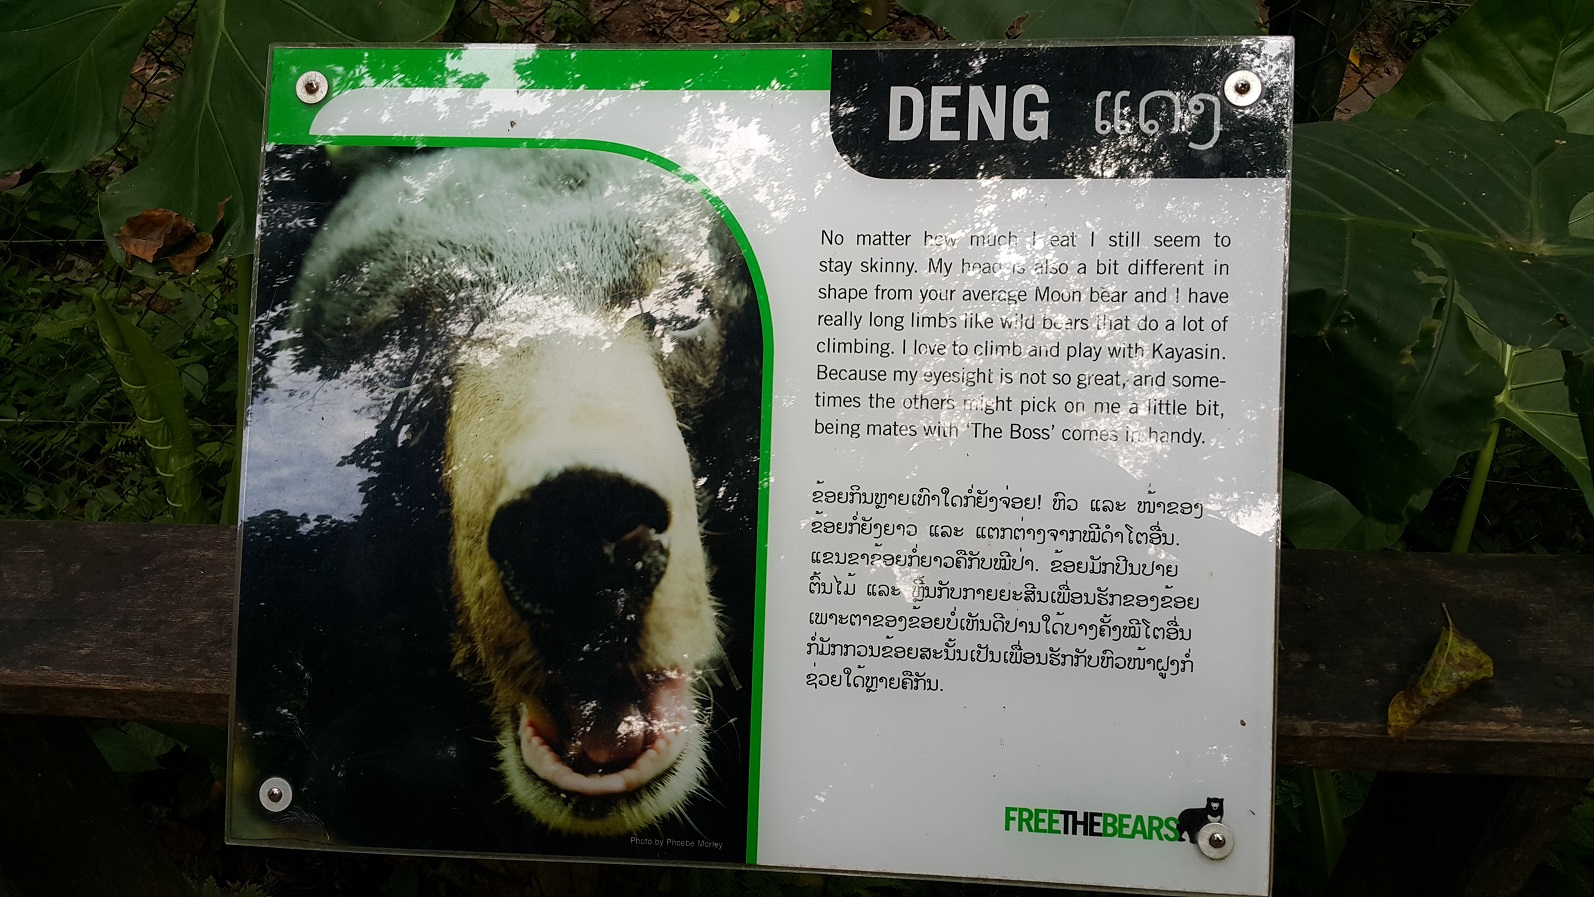 DENG ແດງ
No matter how much I eat I still seem to
stay skinny. My head is also a bit different in
shape from your average Moon bear and I have
really long limbs like wild bears that do a lot of
climbing. I love to climb and play with Kayasin.
Because my eyesight is not so great, and some-
times the others might pick on me a little bit,
being mates with ‘The Boss’ comes in handy.
ຂ້ອຍກິນຫຼາຍເທົ່າໃດກໍ່ຍັງຈ່ອຍ! ຫົວ ແລະ ໜ້າຂອງ
ຂ້ອຍກໍ່ຍັງຍາວ ແລະ ແຕກຕ່າງຈາກໝີດຳໂຕອື່ນ.
ແຂນຂາຂ້ອຍກໍ່ຍາວຄືກັບໝີປ່າ. ຂ້ອຍມັກປີນປາຍ
ຕົ້ນໄມ້ ແລະ ຫຼີ້ນກັບກາຍຍະສີນເພື່ອນຮັກຂອງຂ້ອຍ
ເພາະຕາຂອງຂ້ອຍບໍ່ເຫັນດີປານໃດ້ບາງຄັ້ງໝີໂຕອື່ນ
ກໍ່ມັກກວນຂ້ອຍສະນັ້ນເປັນເພື່ອນຮັກກັບຫົວໜ້າຝູງກໍ່
ຊ່ວຍໃດ້ຫຼາຍຄືກັນ.
FREETHEBEARS
Photo by Phoebe Morley